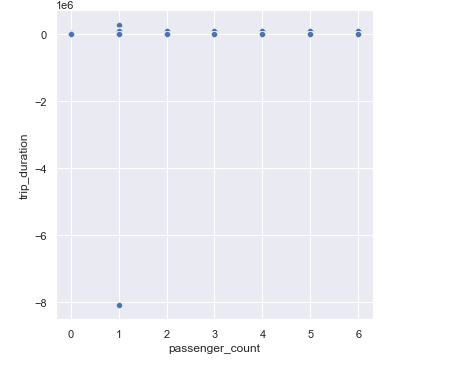 1e6
0
−2
−4
−6
−8
trip_duration
0 1 2 3 4 5 6
passenger_count